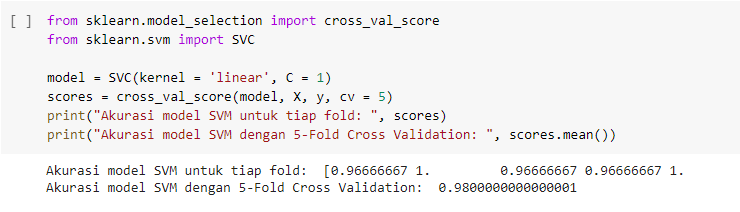 [ ] from sklearn.model_selection import cross_val_score
from sklearn.svm import SVC
model = SVC(kernel = 'linear', C = 1)
scores = cross_val_score(model, X, y, cv = 5)
print("Akurasi model SVM untuk tiap fold: ", scores)
print("Akurasi model SVM dengan 5-Fold Cross Validation: ", scores.mean())
Akurasi model SVM untuk tiap fold:  [0.96666667 1.         0.96666667 0.96666667 1.
Akurasi model SVM dengan 5-Fold Cross Validation:  0.9800000000000001